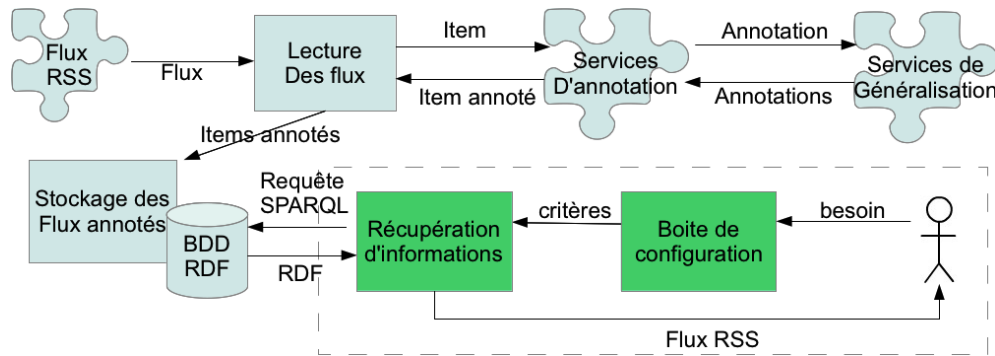 Flux
RSS
Flux
Lecture
Des flux
Item
Item annoté
Services
D'annotation
Annotation
Annotations
Services de
Généralisation
Items annotés
Stockage des
Flux annotés
BDD
RDF
Requête
SPARQL
RDF
Récupération
d'informations
critères
Boite de
configuration
besoin
Flux RSS